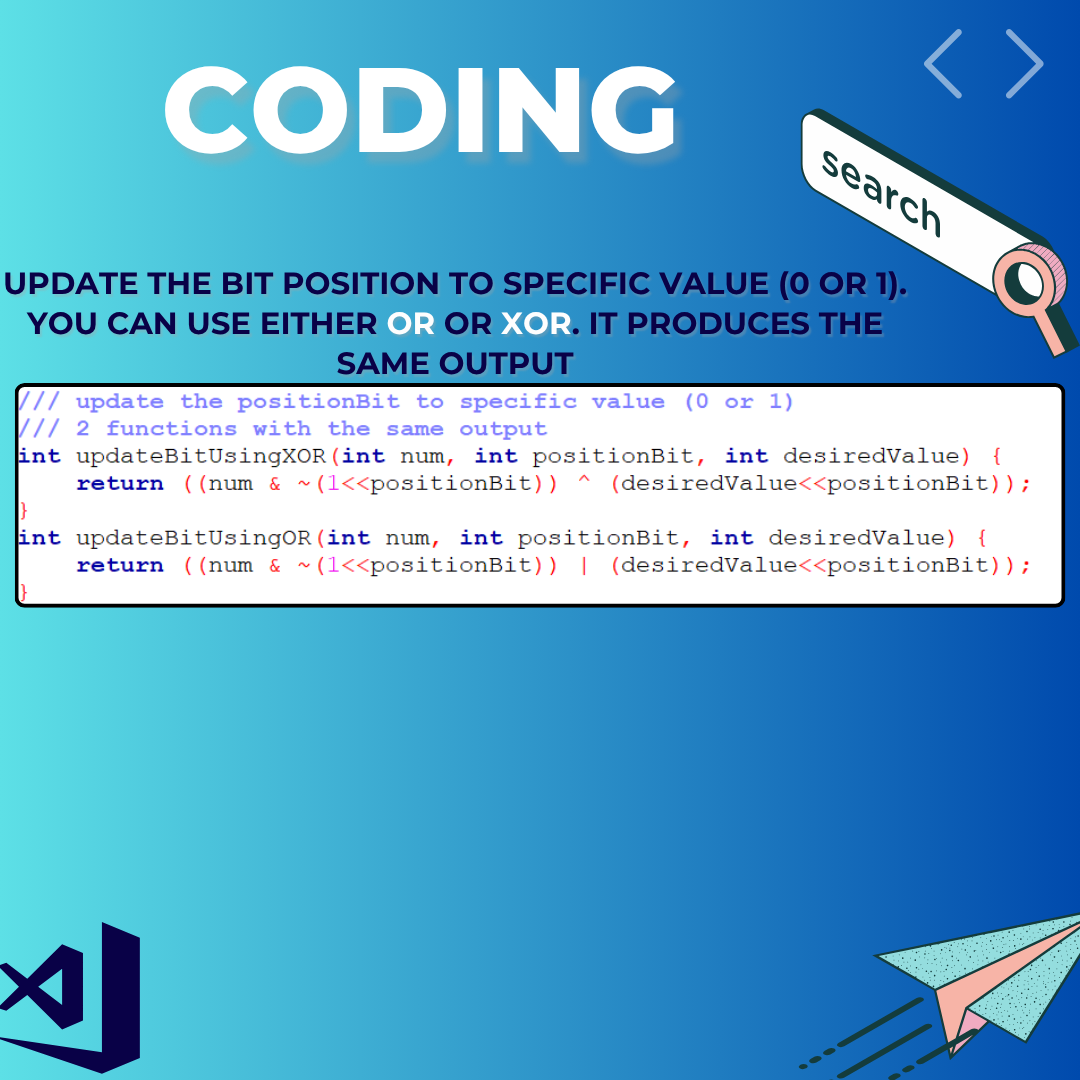 CODING
search
UPDATE THE BIT POSITION TO SPECIFIC VALUE (0 OR 1).
YOU CAN USE EITHER OR OR XOR. IT PRODUCES THE
SAME OUTPUT
/// update the positionBit to specific value (0 or 1)
/// 2 functions with the same output
int updateBitUsingXOR(int num, int positionBit, int desiredValue) {
    return ((num & ~(1<<positionBit)) ^ (desiredValue<<positionBit));
}
int updateBitUsingOR(int num, int positionBit, int desiredValue) {
    return ((num & ~(1<<positionBit)) | (desiredValue<<positionBit));
}